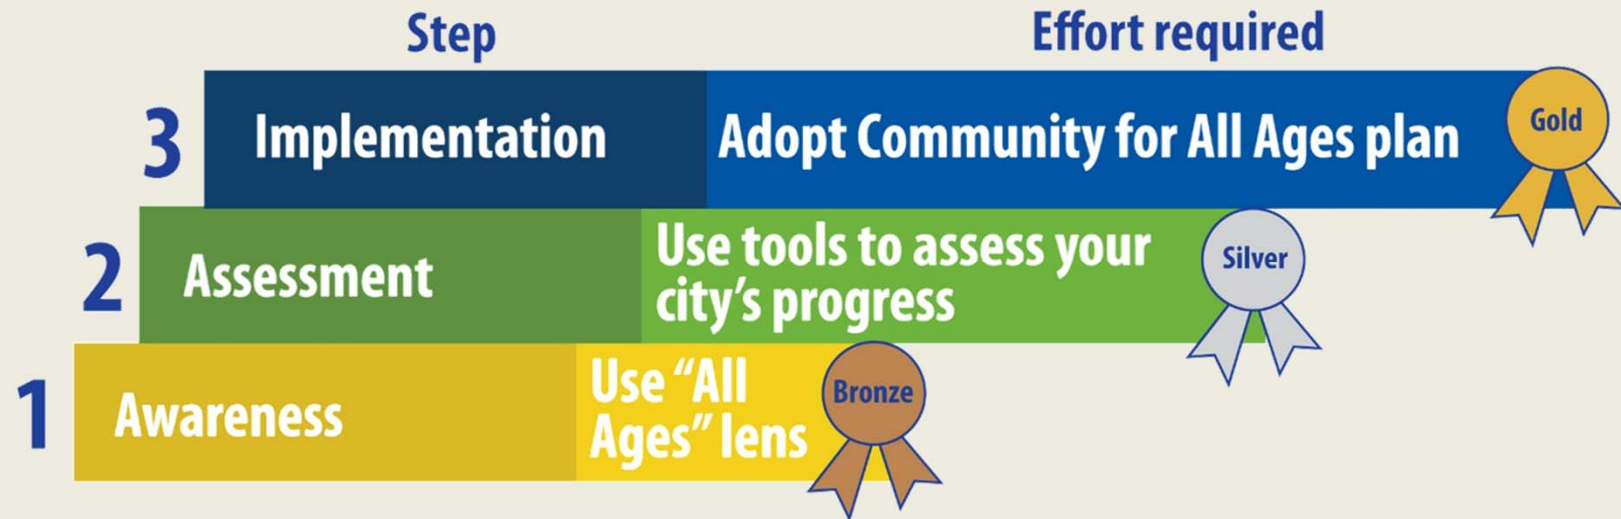 Step
Effort required
3
Implementation
Adopt Community for All Ages plan
Gold
2
Assessment
Use tools to assess your
city's progress
Silver
1
Awareness
Use “All
Ages” lens
Bronze